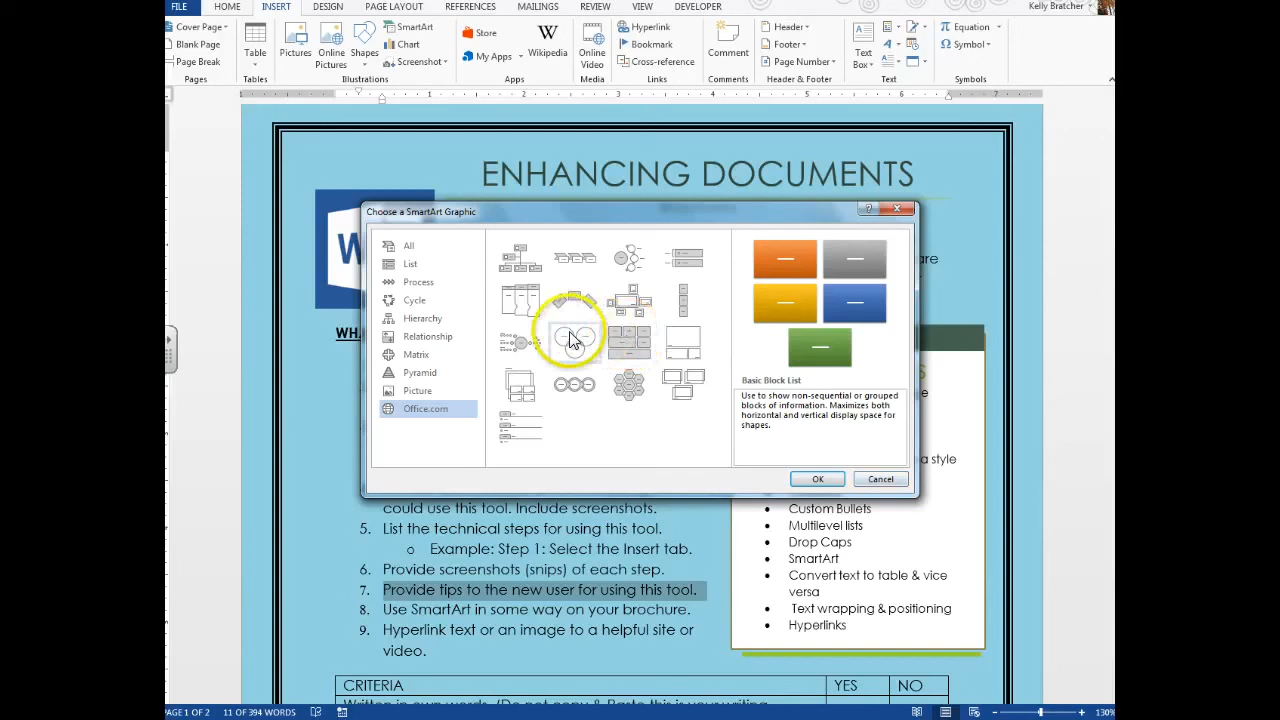 FILE HOME INSERT DESIGN PAGE LAYOUT REFERENCES MAILINGS REVIEW VIEW DEVELOPER Kelly Bratcher
Cover Page
Blank Page
Page Break
Pages
Table
Tables
Pictures
Online Pictures
Shapes
SmartArt
Chart
Screenshot
Illustrations
Store
My Apps
Wikipedia
Apps
Online Video
Media
Hyperlink
Bookmark
Cross-reference
Links
Comment
Comments
Header
Footer
Page Number
Header & Footer
Text Box
Text
Equation
Symbol
Symbols
1 1 2 3 4 5 6 7
ENHANCING DOCUMENTS
Choose a SmartArt Graphic
All
List
Process
Cycle
Hierarchy
Relationship
Matrix
Pyramid
Picture
Office.com
Basic Block List
Use to show non-sequential or grouped
blocks of information. Maximizes both
horizontal and vertical display space for
shapes.
OK Cancel
could use this tool. Include screenshots.
5. List the technical steps for using this tool.
o Example: Step 1: Select the Insert tab.
6. Provide screenshots (snips) of each step.
7. Provide tips to the new user for using this tool.
8. Use SmartArt in some way on your brochure.
9. Hyperlink text or an image to a helpful site or
video.
a style
• Custom Bullets
• Multilevel lists
• Drop Caps
• SmartArt
• Convert text to table & vice
versa
• Text wrapping & positioning
• Hyperlinks
CRITERIA YES NO
PAGE 1 OF 2 11 OF 394 WORDS 130%